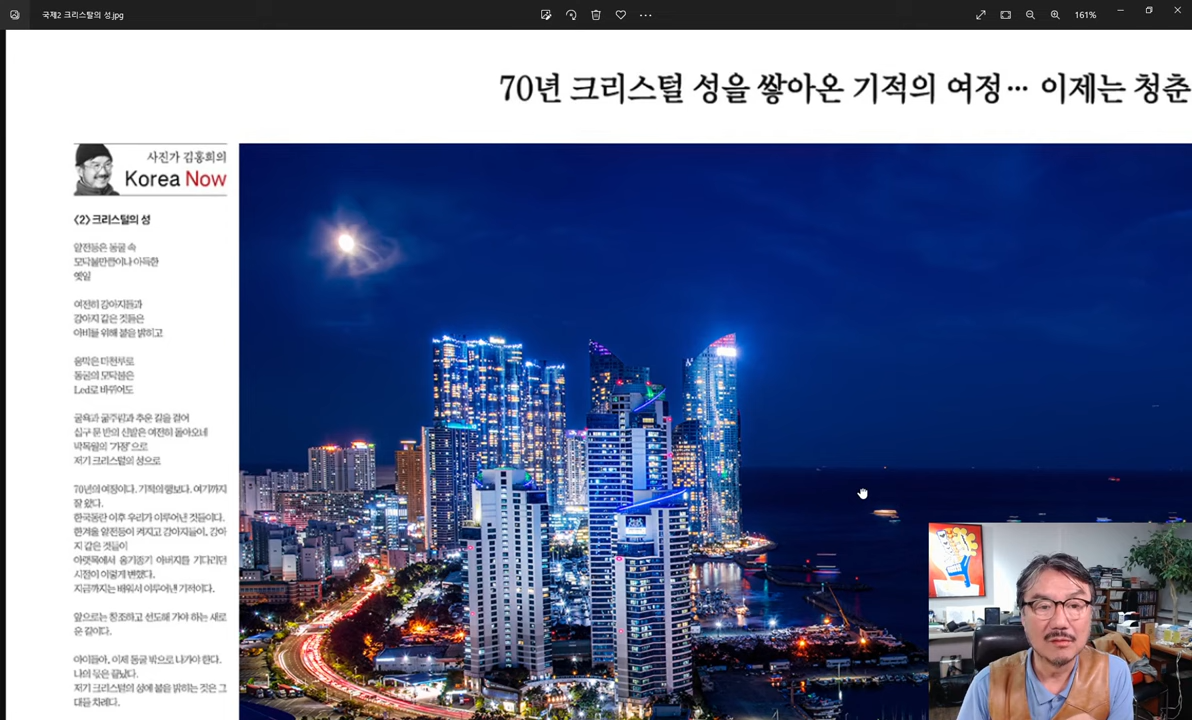 국제2 크리스탈의 성.jpg
161%
70년 크리스털 성을 쌓아온 기적의 여정… 이제는 청춘
사진가 김홍희의
Korea Now
〈2〉 크리스털의 성
알전등은 동굴 속
모닥불만큼이나 아득한
옛일
여전히 강아지들과
강아지 같은 것들은
아비를 위해 불을 밝히고
움막은 마천루로
동굴의 모닥불은
Led로 바뀌어도
굴욕과 굶주림과 추운 길을 걸어
십구 문 반의 신발은 여전히 돌아오네
박목월의 "가정"으로
저기 크리스털의 성으로
70년의 여정이다. 기적의 행보다. 여기까지
잘 왔다.
한국동란 이후 우리가 이루어낸 것들이다.
한겨울 알전등이 켜지고 강아지들이, 강아
지 같은 것들이
아랫목에서 옹기종기 아버지를 기다리던
시절이 이렇게 변했다.
지금까지는 배워서 이루어낸 기적이다.
앞으로는 창조하고 선도해 가야 하는 새로
운 길이다.
아이들아, 이제 동굴 밖으로 나가야 한다.
나의 몫은 끝났다.
저기 크리스털의 성에 불을 밝히는 것은 그
대들 차례다.